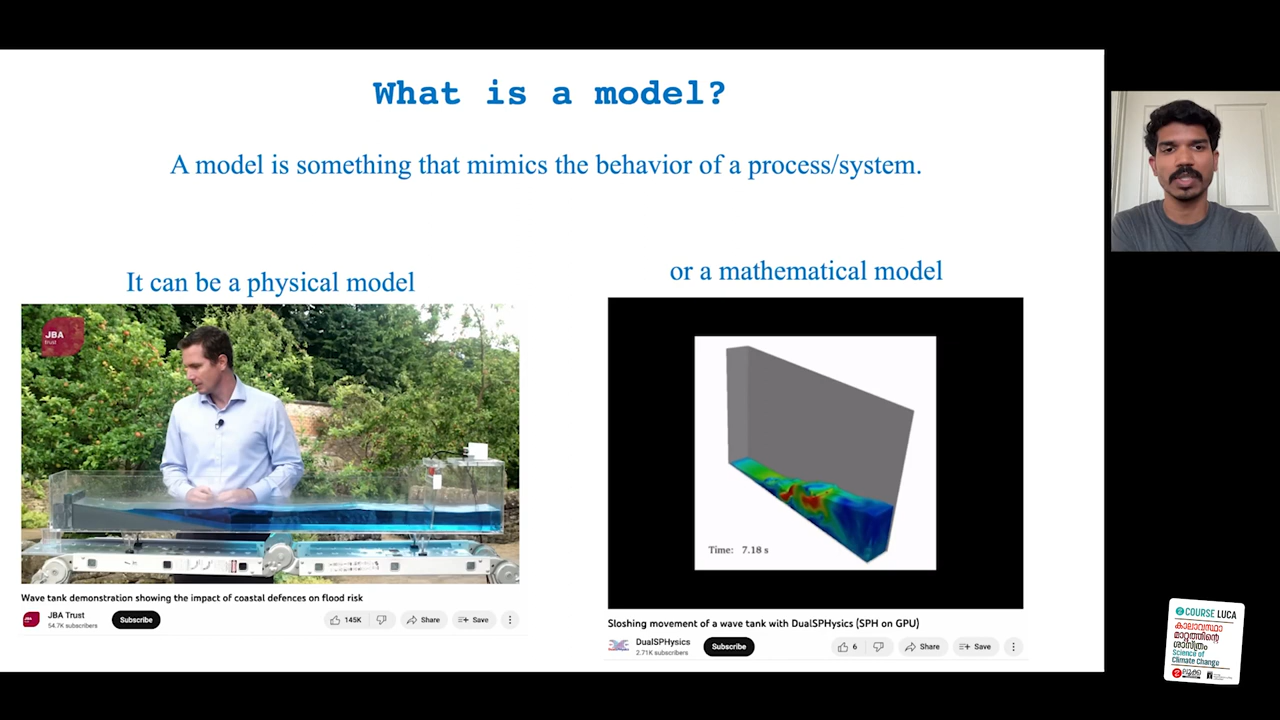 What is a model?
A model is something that mimics the behavior of a process/system.
It can be a physical model
or a mathematical model
JBA
trust
Time: 7.18 s
Wave tank demonstration showing the impact of coastal defences on flood risk
JBA Trust
54.7K subscribers
Subscribe
145K
Share
Save
Sloshing movement of a wave tank with DualSPHysics (SPH on GPU)
DualSPHysics
2.71K subscribers
Subscribe
6
Share
Save
COURSE LUCA
കാലാവസ്ഥാ
മാറ്റത്തിന്റെ
ശാസ്ത്രം
Science of
Climate Change
ലൂക്ക